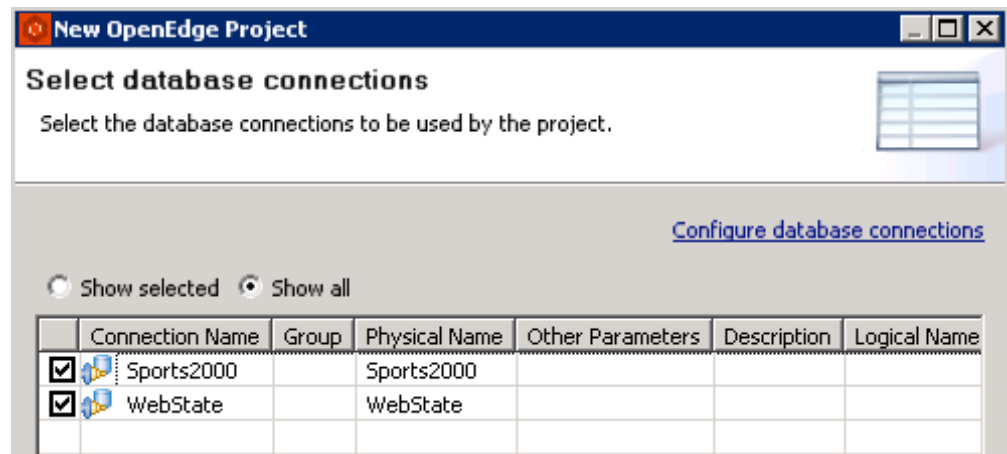 New OpenEdge Project
Select database connections
Select the database connections to be used by the project.
Configure database connections
Show selected Show all
Connection Name Group Physical Name Other Parameters Description Logical Name
Sports2000 Sports2000
WebState WebState